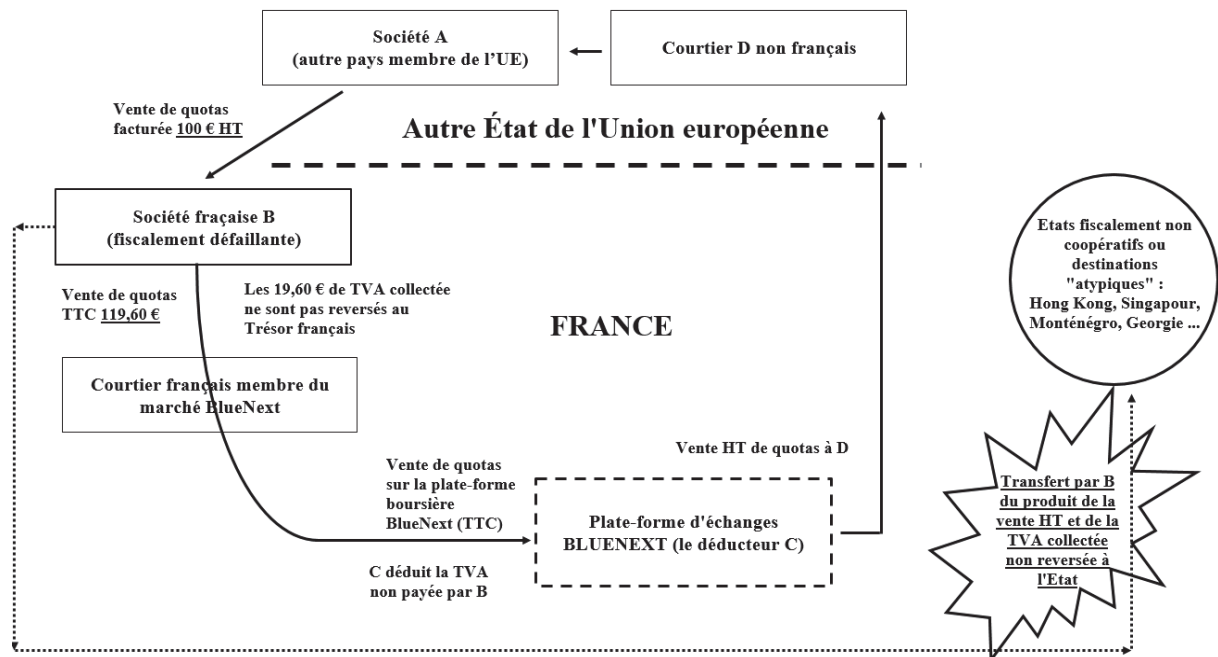 Société A
(autre pays membre de l'UE)
Courtier D non français
Vente de quotas
facturée 100 € HT
Autre État de l'Union européenne
Société fraçaise B
(fiscalement défaillante)
Etats fiscalement non
coopératifs ou
destinations
"atypiques" :
Hong Kong, Singapour,
Monténégro, Georgie ...
Vente de quotas
TTC 119,60 €
Les 19,60 € de TVA collectée
ne sont pas reversés au
Trésor français
FRANCE
Courtier français membre du
marché BlueNext
Vente HT de quotas à D
Vente de quotas
sur la plate-forme
boursière
BlueNext (TTC)
Plate-forme d'échanges
BLUENEXT (le déducteur C)
C déduit la TVA
non payée par B
Transfert par B
du produit de la
vente HT et de la
TVA collectée
non reversée à
l'Etat